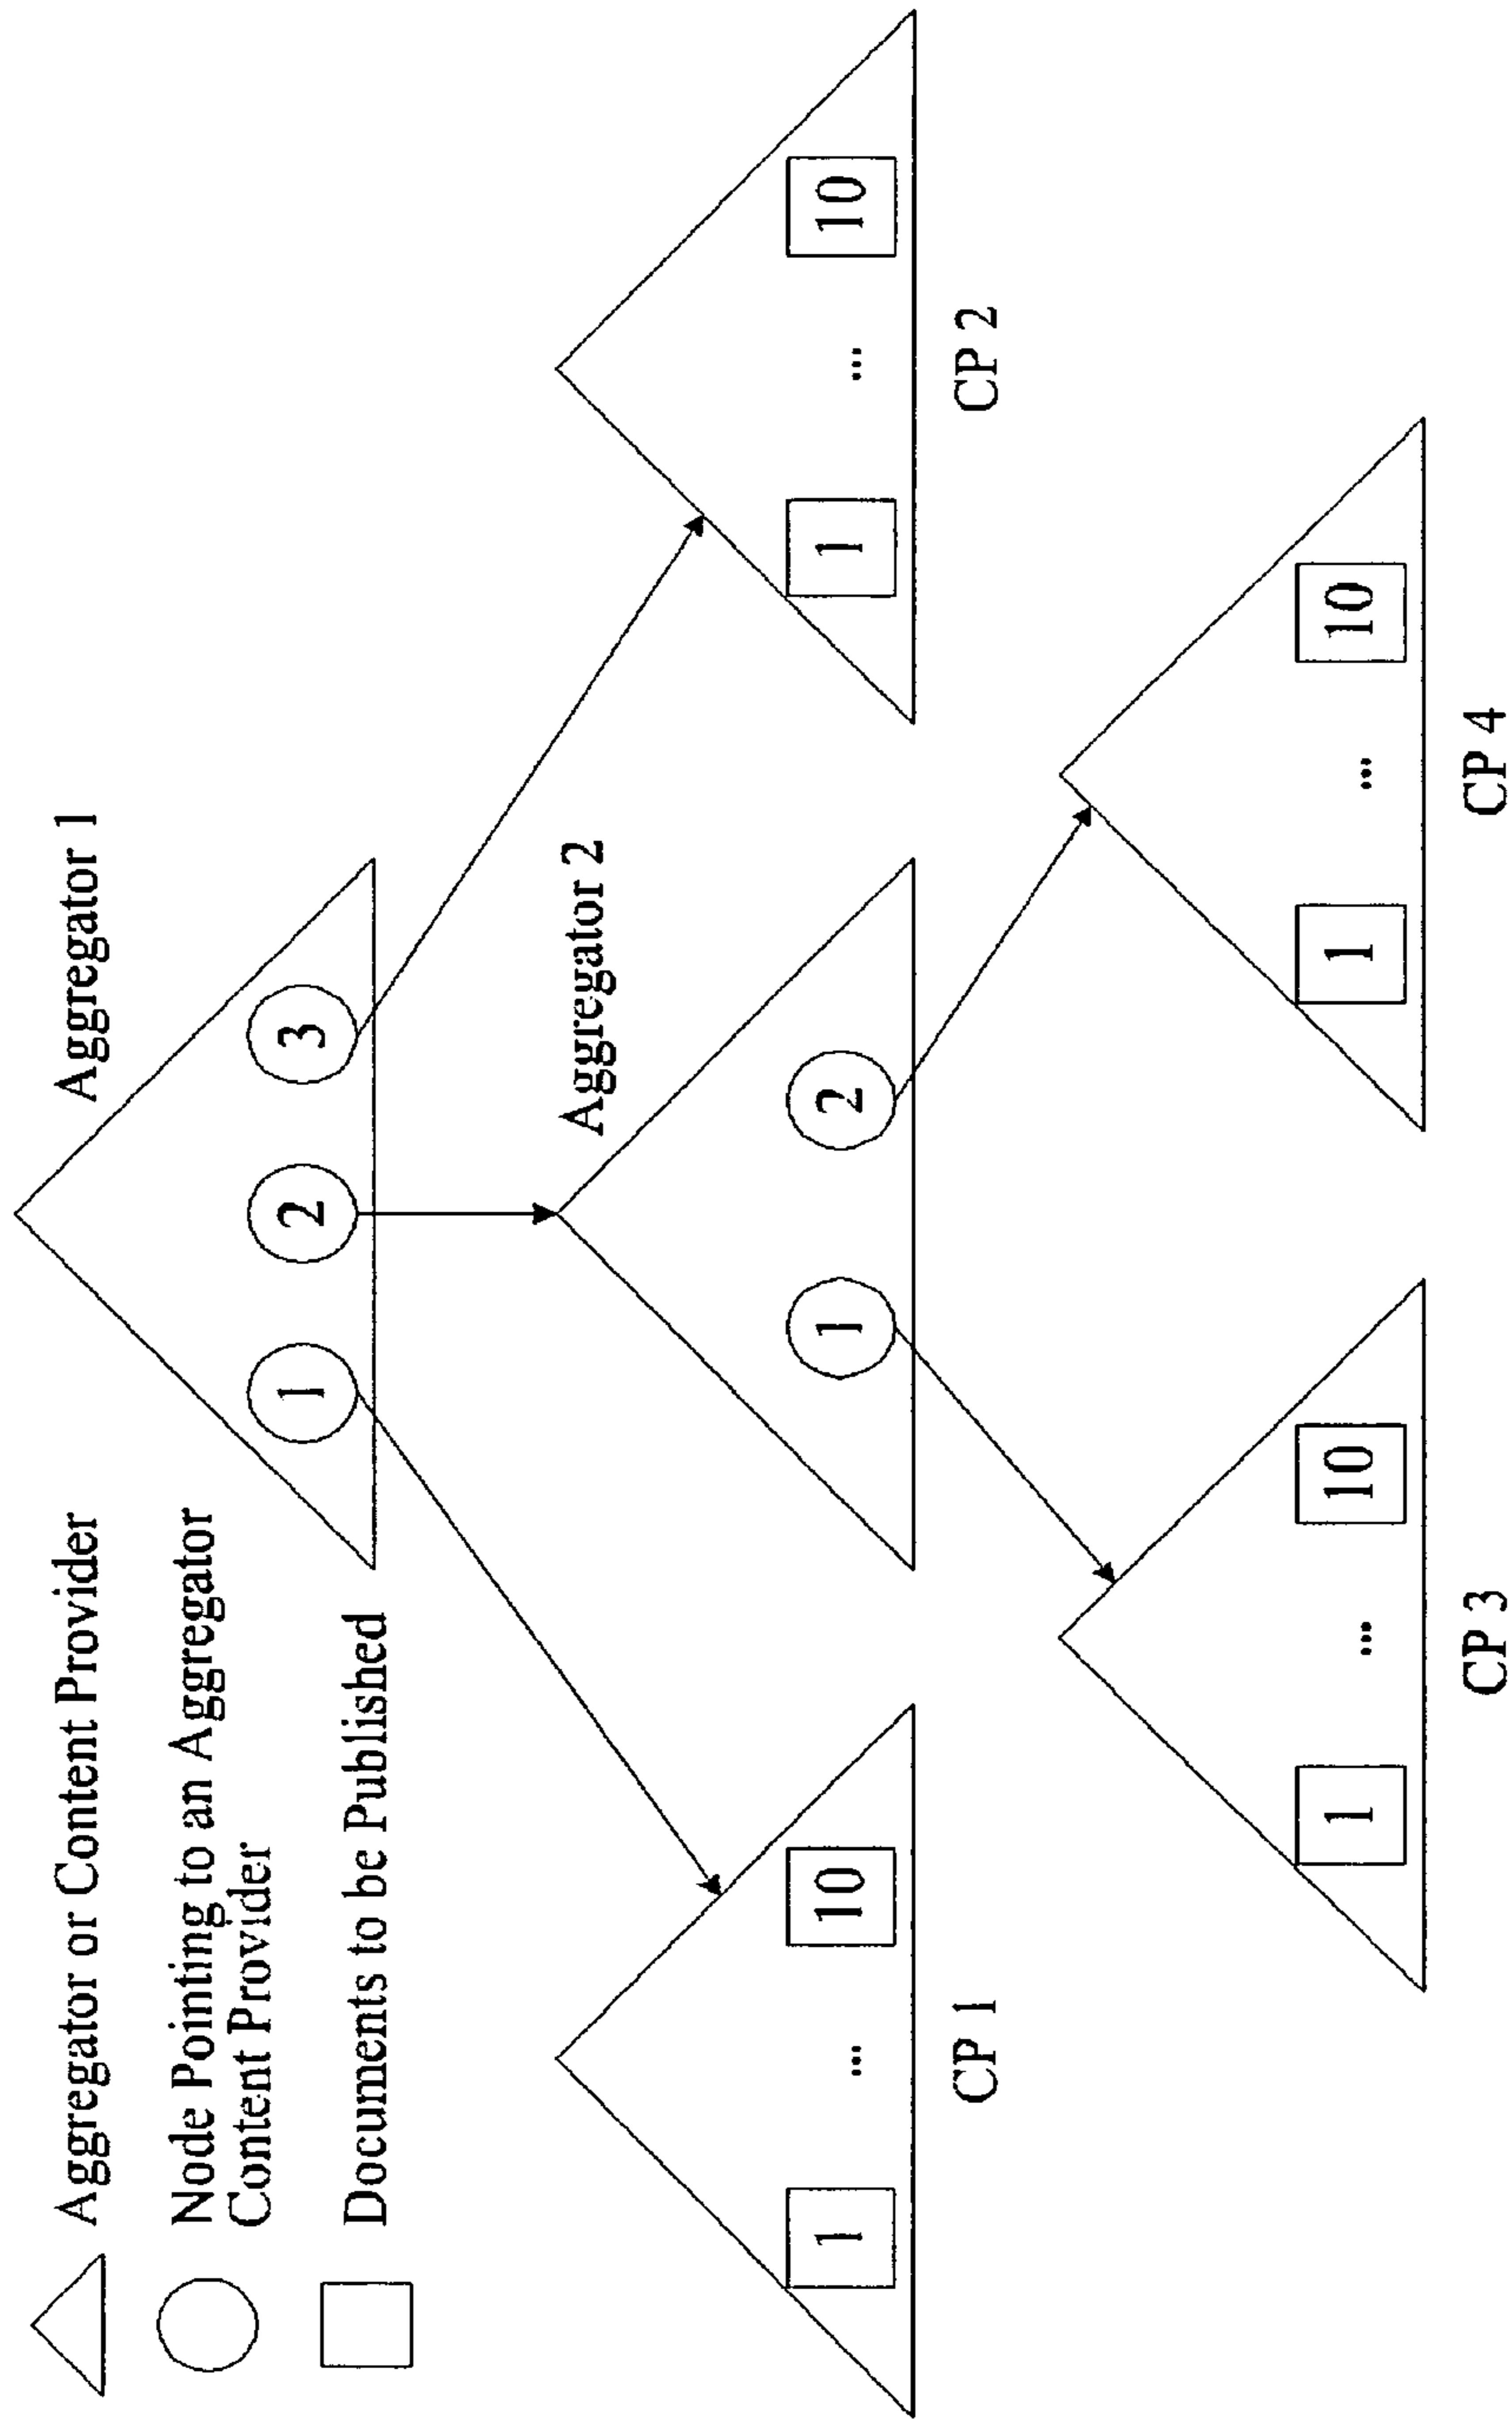 Aggregator or Content Provider
Node Pointing to an Aggregator
Content Provider
Documents to be Published
Aggregator 1
1 2 3
Aggregator 2
1 ... 10
1 2
1 ... 10
CP 1
CP 2
1 ... 10
1 ... 10
CP 3
CP 4